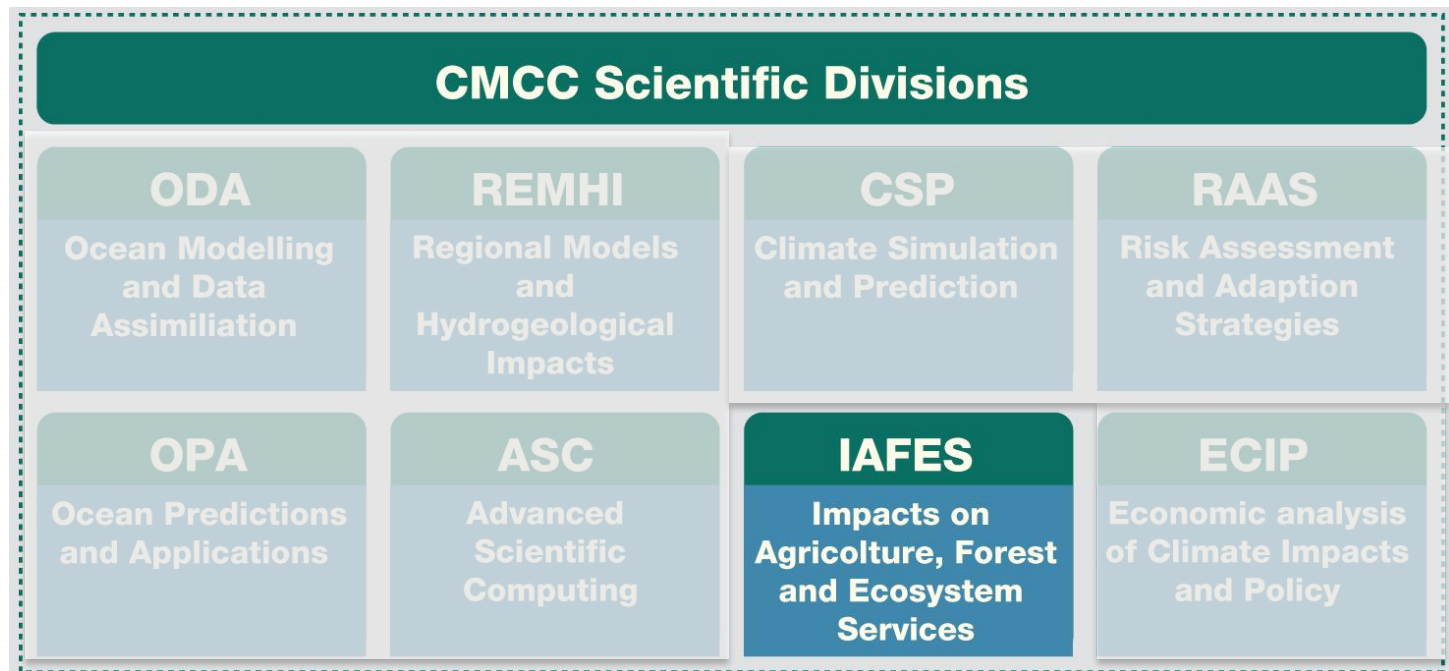 CMCC Scientific Divisions
ODA
Ocean Modelling
and Data
Assimiliation
REMHI
Regional Models
and
Hydrogeological
Impacts
CSP
Climate Simulation
and Prediction
RAAS
Risk Assessment
and Adaption
Strategies
OPA
Ocean Predictions
and Applications
ASC
Advanced
Scientific
Computing
IAFES
Impacts on
Agricolture, Forest
and Ecosystem
Services
ECIP
Economic analysis
of Climate Impacts
and Policy